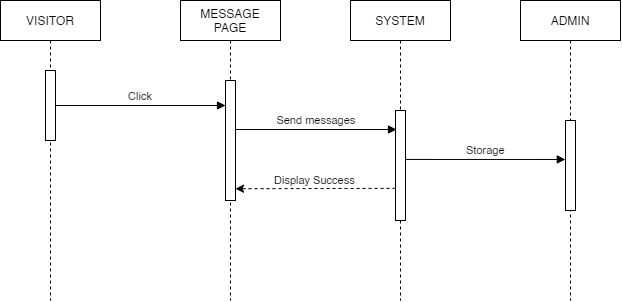 VISITOR
MESSAGE
PAGE
SYSTEM
ADMIN
Click
Send messages
Storage
Display Success